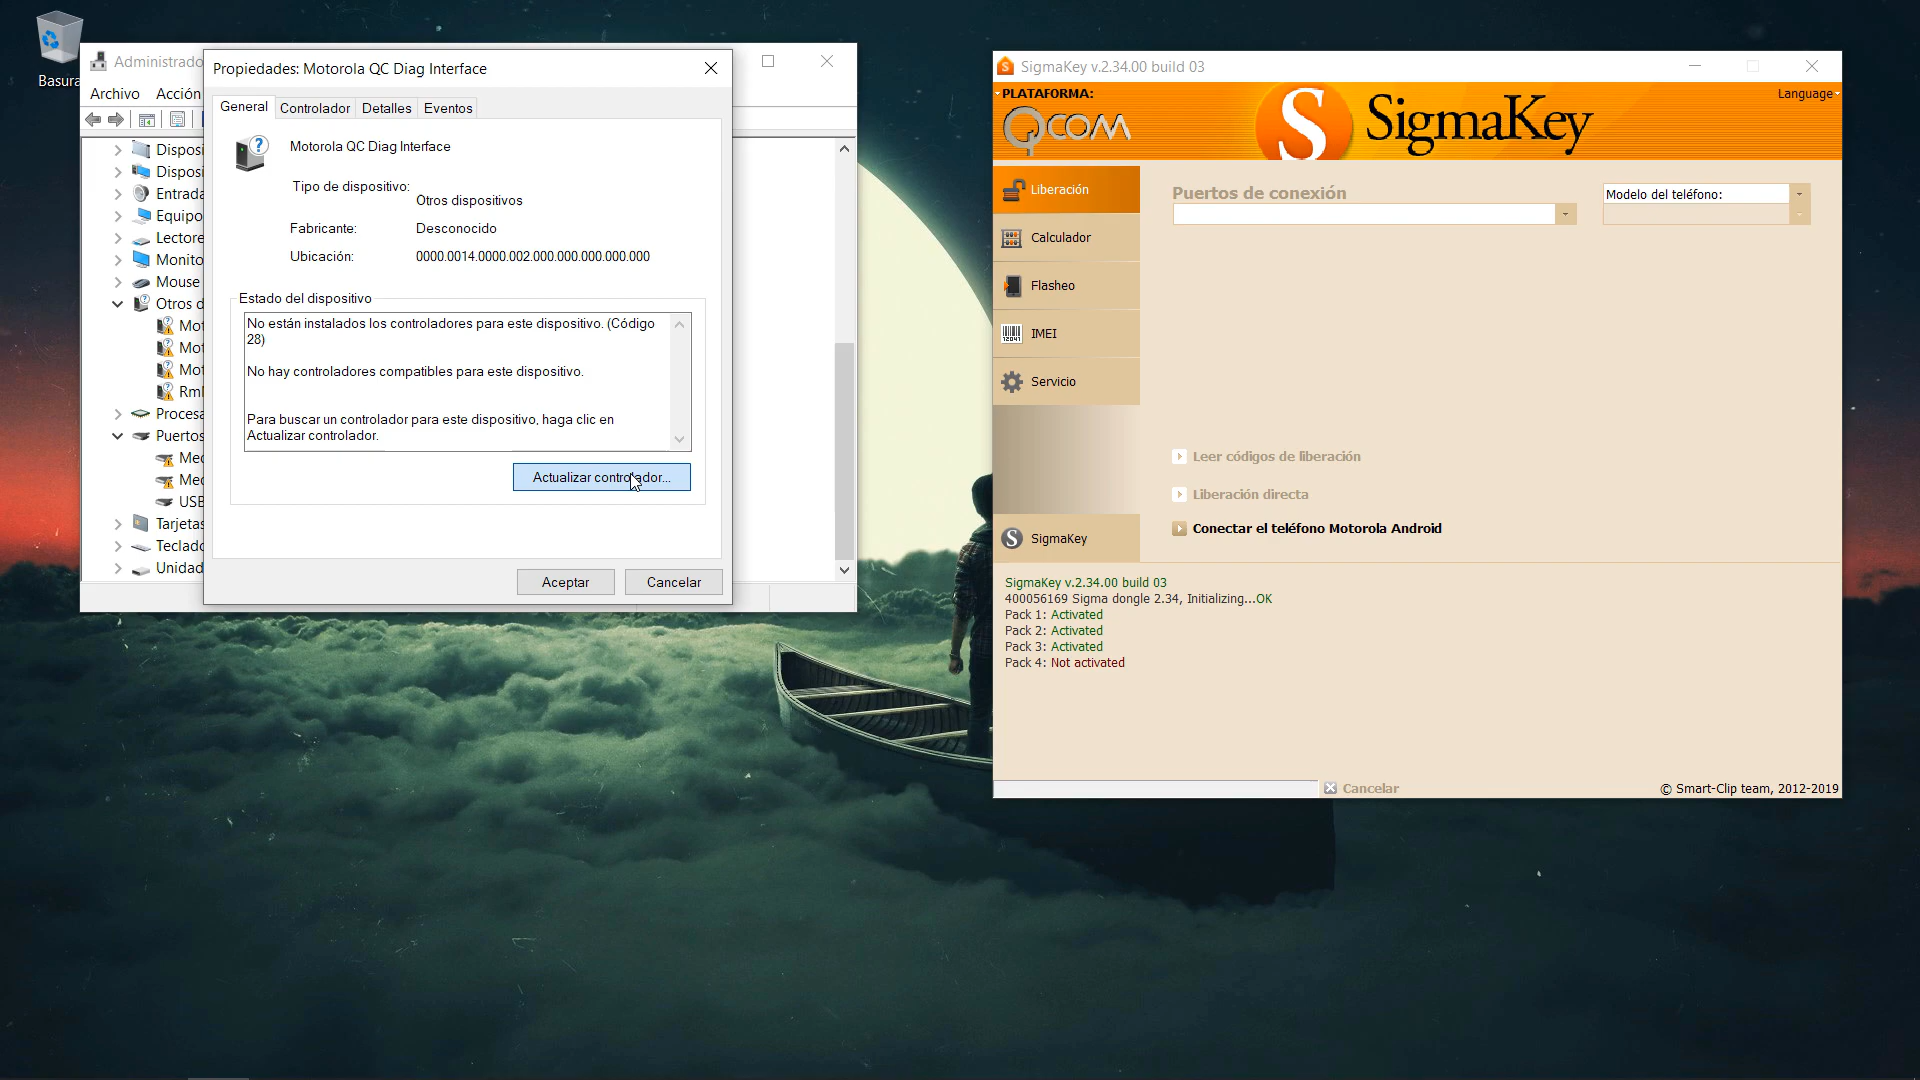 Basura
Administrado
Archivo
Acción
Disposi
Disposi
Entrada
Equipo
Lectore
Monito
Mouse
Otros d
Mot
Mot
Mot
Rml
Procesa
Puertos
Med
Med
USB
Tarjetas
Teclado
Unidad
Propiedades: Motorola QC Diag Interface
General
Controlador
Detalles
Eventos
Motorola QC Diag Interface
Tipo de dispositivo:
Otros dispositivos
Fabricante:
Desconocido
Ubicación:
0000.0014.0000.002.000.000.000.000.000
Estado del dispositivo
No están instalados los controladores para este dispositivo. (Código
28)
No hay controladores compatibles para este dispositivo.
Para buscar un controlador para este dispositivo, haga clic en
Actualizar controlador.
Actualizar controlador...
Aceptar
Cancelar
SigmaKey v.2.34.00 build 03
PLATAFORMA:
QCOM
S
SigmaKey
Language
Liberación
Calculador
Flasheo
IMEI
Servicio
SigmaKey
Puertos de conexión
Modelo del teléfono:
Leer códigos de liberación
Liberación directa
Conectar el teléfono Motorola Android
SigmaKey v.2.34.00 build 03
400056169 Sigma dongle 2.34, Initializing...OK
Pack 1: Activated
Pack 2: Activated
Pack 3: Activated
Pack 4: Not activated
Cancelar
© Smart-Clip team, 2012-2019